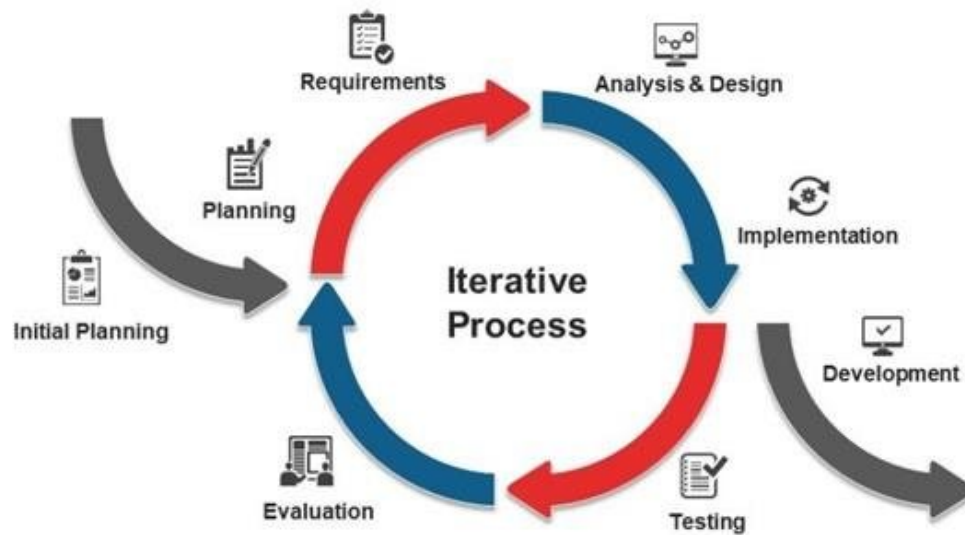 Requirements
Analysis & Design
Planning
Implementation
Iterative
Process
Initial Planning
Development
Evaluation
Testing